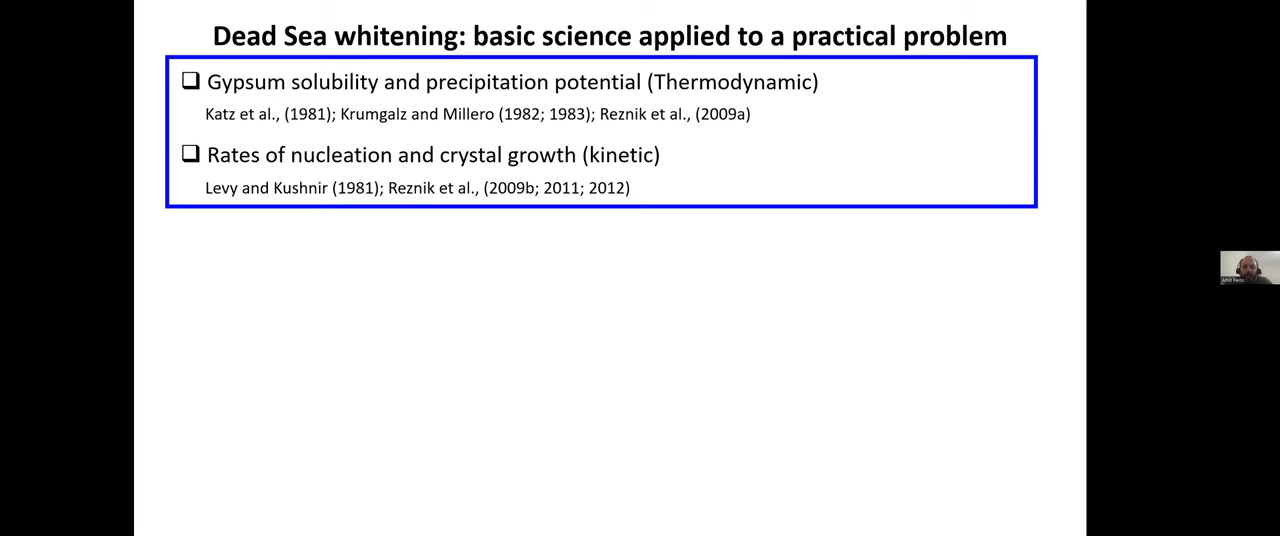 Dead Sea whitening: basic science applied to a practical problem
Gypsum solubility and precipitation potential (Thermodynamic)
Katz et al., (1981); Krumgalz and Millero (1982; 1983); Reznik et al., (2009a)
Rates of nucleation and crystal growth (kinetic)
Levy and Kushnir (1981); Reznik et al., (2009b; 2011; 2012)
Amit Reiss